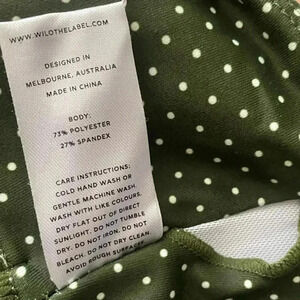 WWW.WILOTHELABEL.COM
DESIGNED IN
MELBOURNE, AUSTRALIA
MADE IN CHINA
BODY:
73% POLYESTER
27% SPANDEX
CARE INSTRUCTIONS:
COLD HAND WASH OR
GENTLE MACHINE WASH.
WASH WITH LIKE COLOURS.
DRY FLAT OUT OF DIRECT
SUNLIGHT. DO NOT TUMBLE
DRY. DO NOT IRON. DO NOT
BLEACH. DO NOT DRY CLEAN.
AVOID ROUGH SURFACES